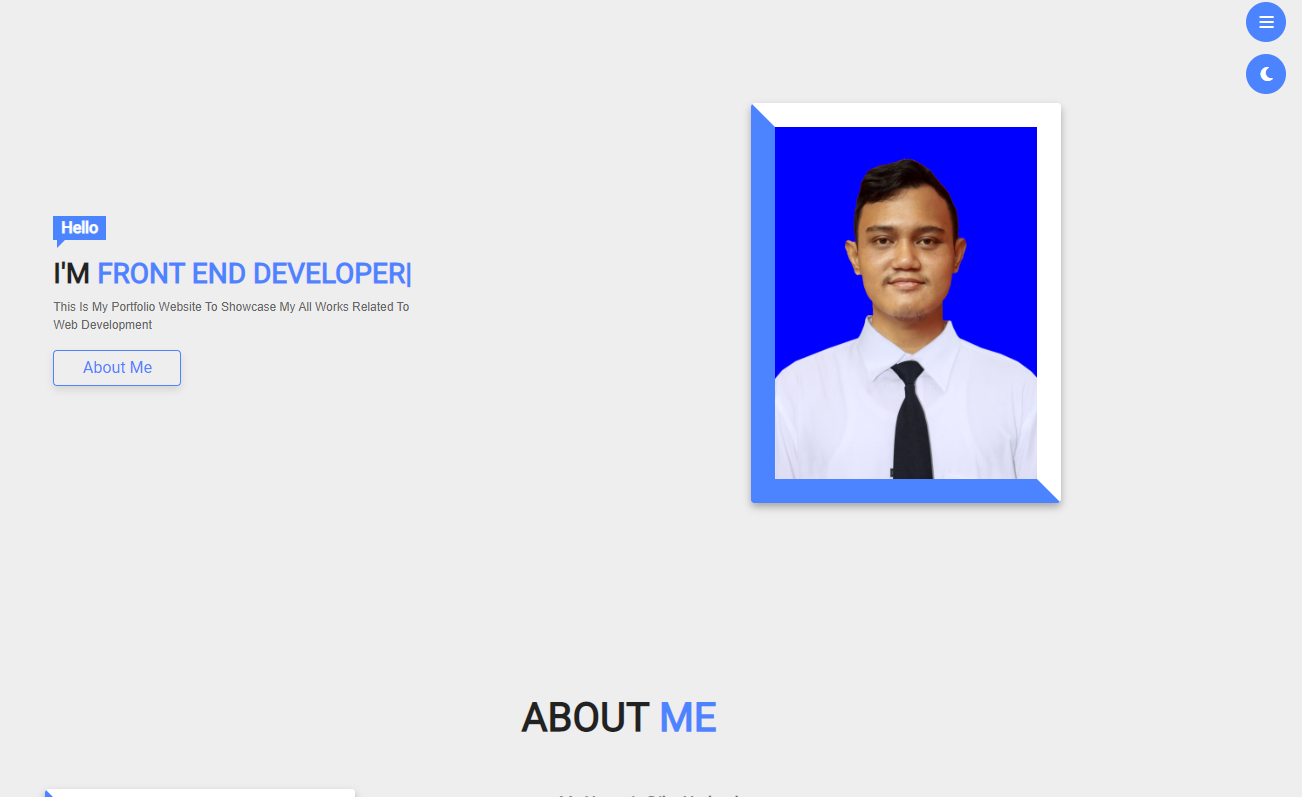 Hello
I'M FRONT END DEVELOPER|
This Is My Portfolio Website To Showcase My All Works Related To
Web Development
About Me
ABOUT ME